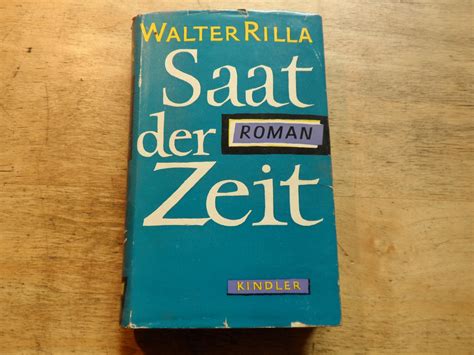 WALTER RILLA
Saat
der
ROMAN
Zeit
KINDLER